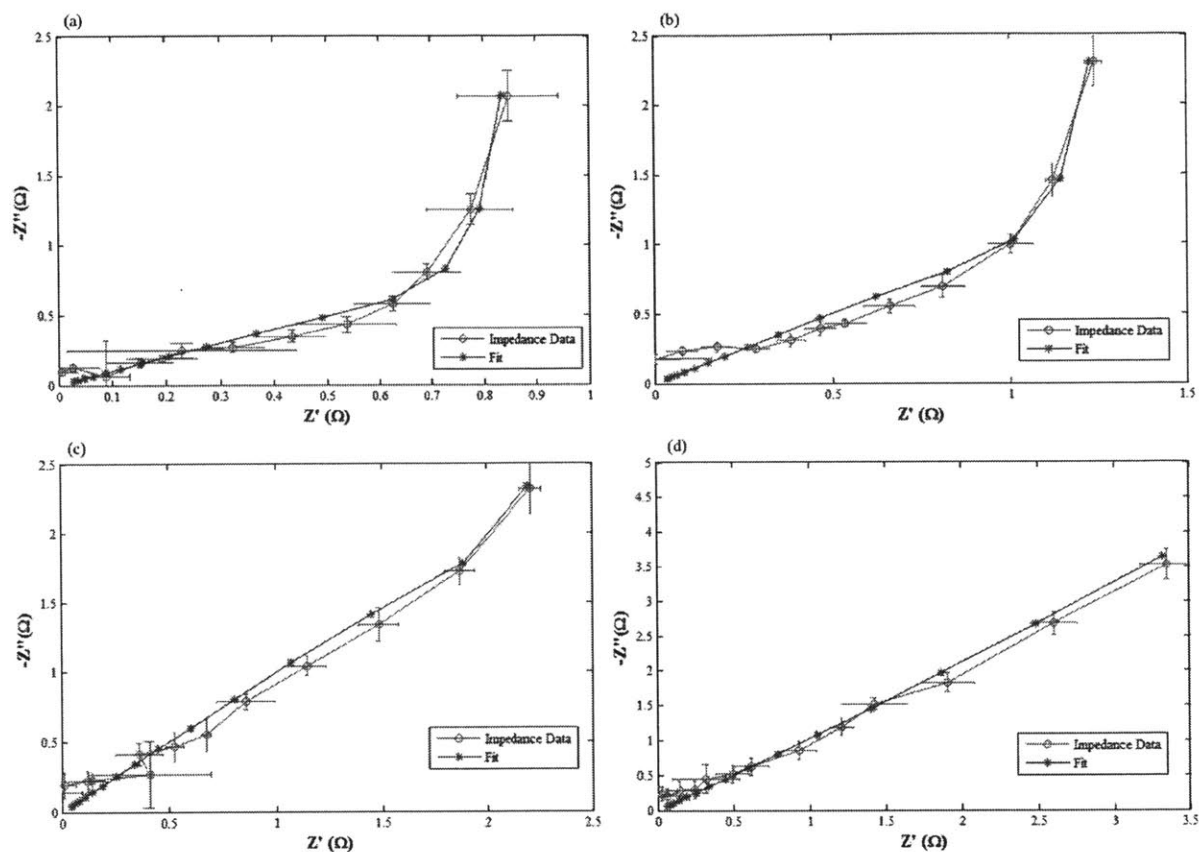 (a)
2.5
2
1.5
1
0.5
0
-Z''(Ω)
0.1 0.2 0.3 0.4 0.5 0.6 0.7 0.8 0.9 1
Z' (Ω)
Impedance Data
Fit
(b)
2.5
2
1.5
1
0.5
0
-Z''(Ω)
0.5 1 1.5
Z' (Ω)
Impedance Data
Fit
(c)
2.5
2
1.5
1
0.5
0
-Z''(Ω)
0 0.5 1 1.5 2 2.5
Z' (Ω)
Impedance Data
Fit
(d)
5
4.5
4
3.5
3
2.5
2
1.5
1
0.5
0
-Z''(Ω)
0 0.5 1 1.5 2 2.5 3 3.5
Z' (Ω)
Impedance Data
Fit